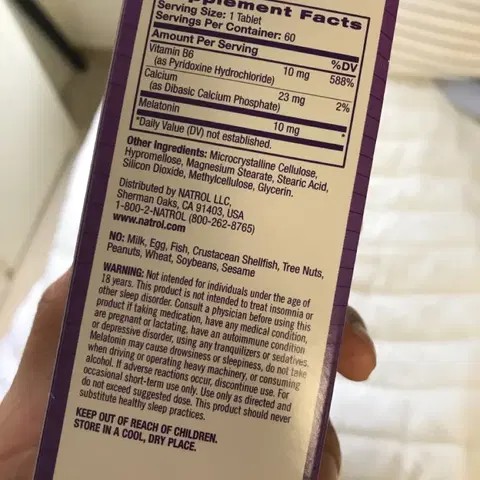 Supplement Facts
Serving Size: 1 Tablet
Servings Per Container: 60
Amount Per Serving %DV
Vitamin B6 10 mg 588%
(as Pyridoxine Hydrochloride)
Calcium 23 mg 2%
(as Dibasic Calcium Phosphate)
Melatonin 10 mg *
*Daily Value (DV) not established.
Other Ingredients: Microcrystalline Cellulose,
Hypromellose, Magnesium Stearate, Stearic Acid,
Silicon Dioxide, Methylcellulose, Glycerin.
Distributed by NATROL LLC,
Sherman Oaks, CA 91403, USA
1-800-2-NATROL (800-262-8765)
www.natrol.com
NO: Milk, Egg, Fish, Crustacean Shellfish, Tree Nuts,
Peanuts, Wheat, Soybeans, Sesame
WARNING: Not intended for individuals under the age of
18 years. This product is not intended to treat insomnia or
other sleep disorder. Consult a physician before using this
product if taking medication, have any medical condition,
are pregnant or lactating, have an autoimmune condition
or depressive disorder, using any tranquilizers or sedatives.
Melatonin may cause drowsiness or sleepiness, do not take
when driving or operating heavy machinery, or consuming
alcohol. If adverse reactions occur, discontinue use. For
occasional short-term use only. Use only as directed and
do not exceed suggested dose. This product should never
substitute healthy sleep practices.
KEEP OUT OF REACH OF CHILDREN.
STORE IN A COOL, DRY PLACE.